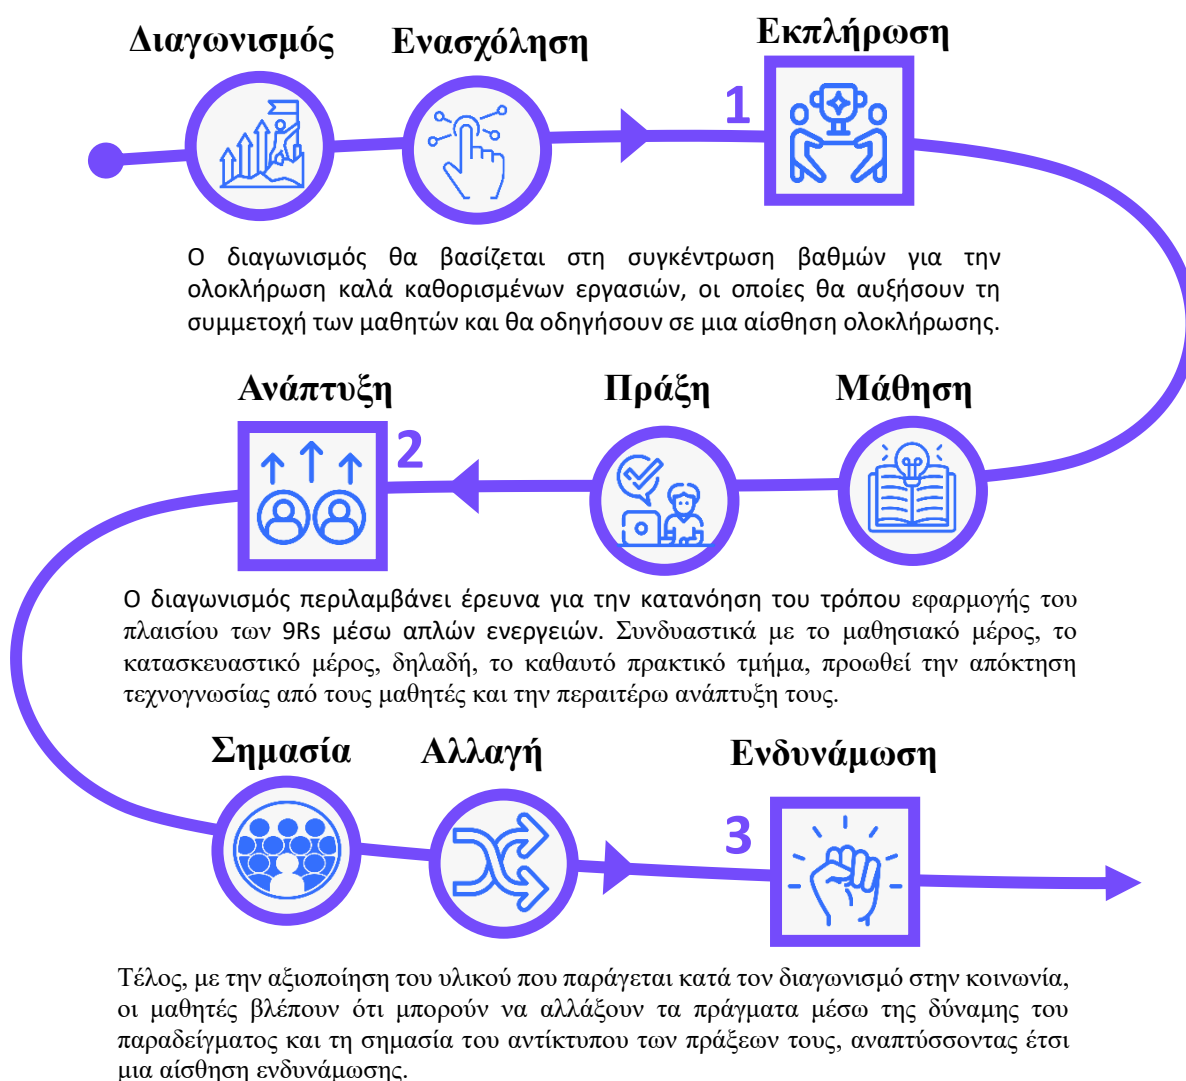 Διαγωνισμός Ενασχόληση Εκπλήρωση
1
Ο διαγωνισμός θα βασίζεται στη συγκέντρωση βαθμών για την
ολοκλήρωση καλά καθορισμένων εργασιών, οι οποίες θα αυξήσουν τη
συμμετοχή των μαθητών και θα οδηγήσουν σε μια αίσθηση ολοκλήρωσης.
Ανάπτυξη Πράξη Μάθηση
2
Ο διαγωνισμός περιλαμβάνει έρευνα για την κατανόηση του τρόπου εφαρμογής του
πλαισίου των 9Rs μέσω απλών ενεργειών. Συνδυαστικά με το μαθησιακό μέρος, το
κατασκευαστικό μέρος, δηλαδή, το καθαυτό πρακτικό τμήμα, προωθεί την απόκτηση
τεχνογνωσίας από τους μαθητές και την περαιτέρω ανάπτυξη τους.
Σημασία Αλλαγή Ενδυνάμωση
3
Τέλος, με την αξιοποίηση του υλικού που παράγεται κατά τον διαγωνισμό στην κοινωνία,
οι μαθητές βλέπουν ότι μπορούν να αλλάξουν τα πράγματα μέσω της δύναμης του
παραδείγματος και τη σημασία του αντίκτυπου των πράξεων τους, αναπτύσσοντας έτσι
μια αίσθηση ενδυνάμωσης.